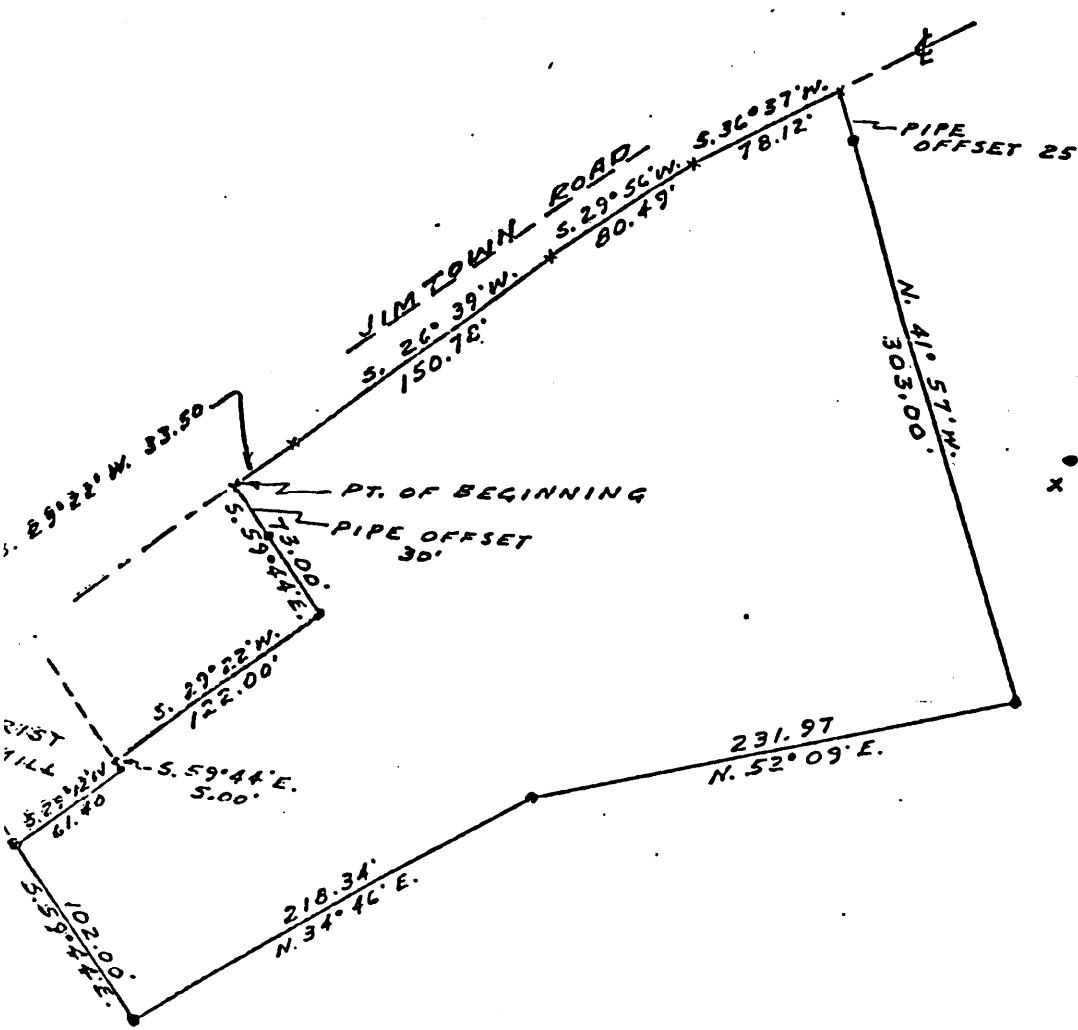 ℄
S. 36° 37' W.
78.12'
PIPE
OFFSET 25
JIMTOWN ROAD
S. 29° 56' W.
80.49'
S. 26° 39' W.
150.78'
N. 41° 57' W.
303.00'
S. 29° 22' W. 33.50
PT. OF BEGINNING
PIPE OFFSET
30'
73.00'
S. 59° 44' E.
S. 29° 22' W.
122.00'
S. 59° 44' E.
5.00'
61.40
102.00'
S. 59° 44' E.
218.34'
N. 34° 46' E.
231.97
N. 52° 09' E.
x